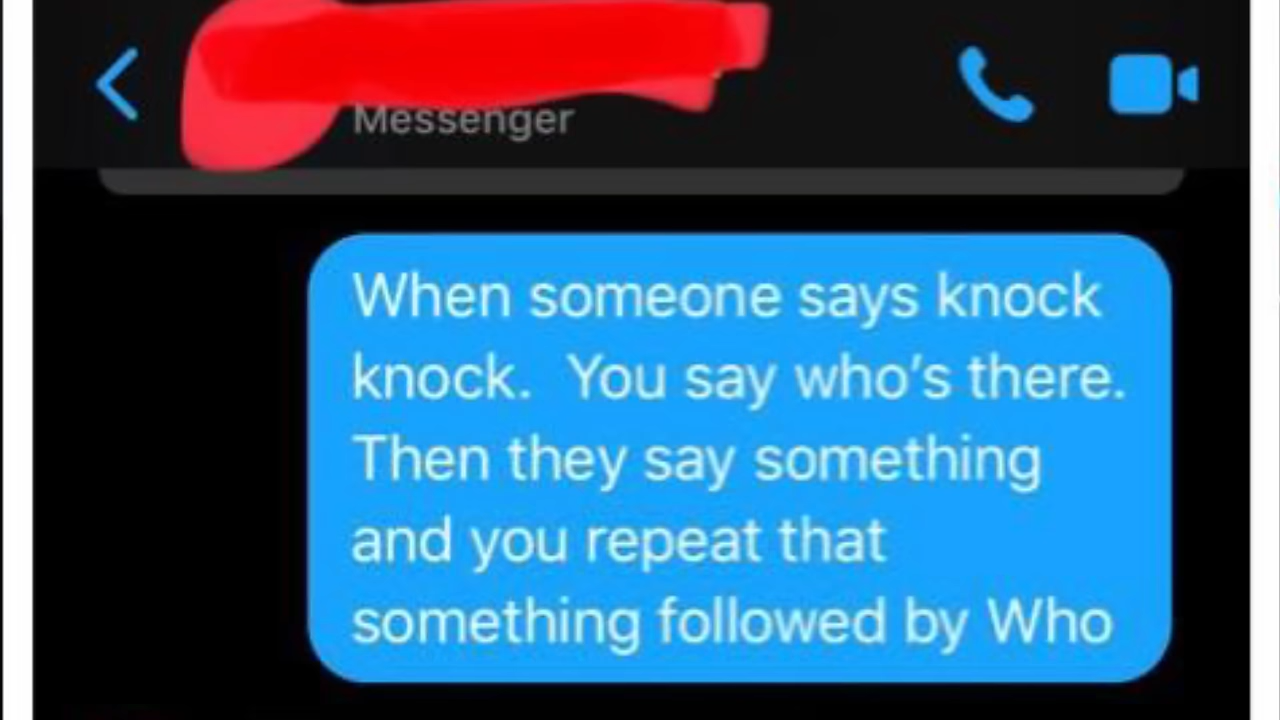 Messenger
When someone says knock
knock.  You say who’s there.
Then they say something
and you repeat that
something followed by Who